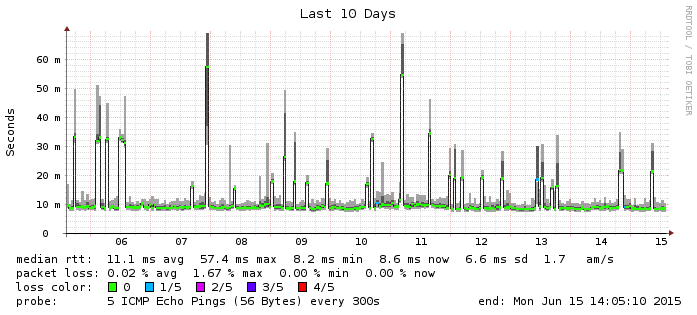 Last 10 Days
RRDTOOL / TOBI OETIKER
Seconds
60 m
50 m
40 m
30 m
20 m
10 m
0
06 07 08 09 10 11 12 13 14 15
median rtt: 11.1 ms avg 57.4 ms max 8.2 ms min 8.6 ms now 6.6 ms sd 1.7 am/s
packet loss: 0.02 % avg 1.67 % max 0.00 % min 0.00 % now
loss color: 0 1/5 2/5 3/5 4/5
probe: 5 ICMP Echo Pings (56 Bytes) every 300s end: Mon Jun 15 14:05:10 2015